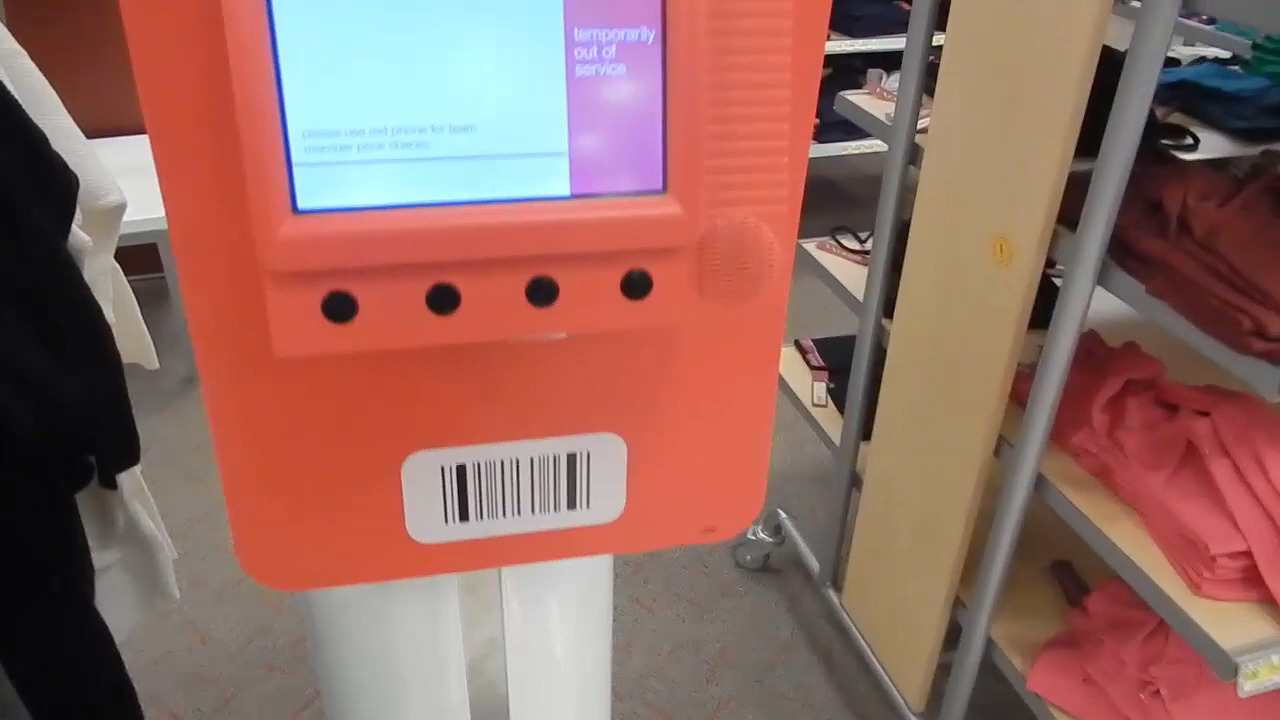 temporarily
out of
service
please use red phone for team
member price checks